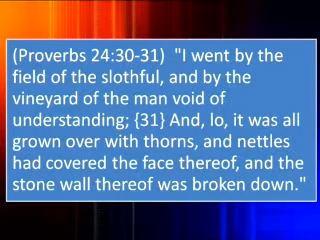 (Proverbs 24:30-31)  "I went by the
field of the slothful, and by the
vineyard of the man void of
understanding; {31} And, lo, it was all
grown over with thorns, and nettles
had covered the face thereof, and the
stone wall thereof was broken down."